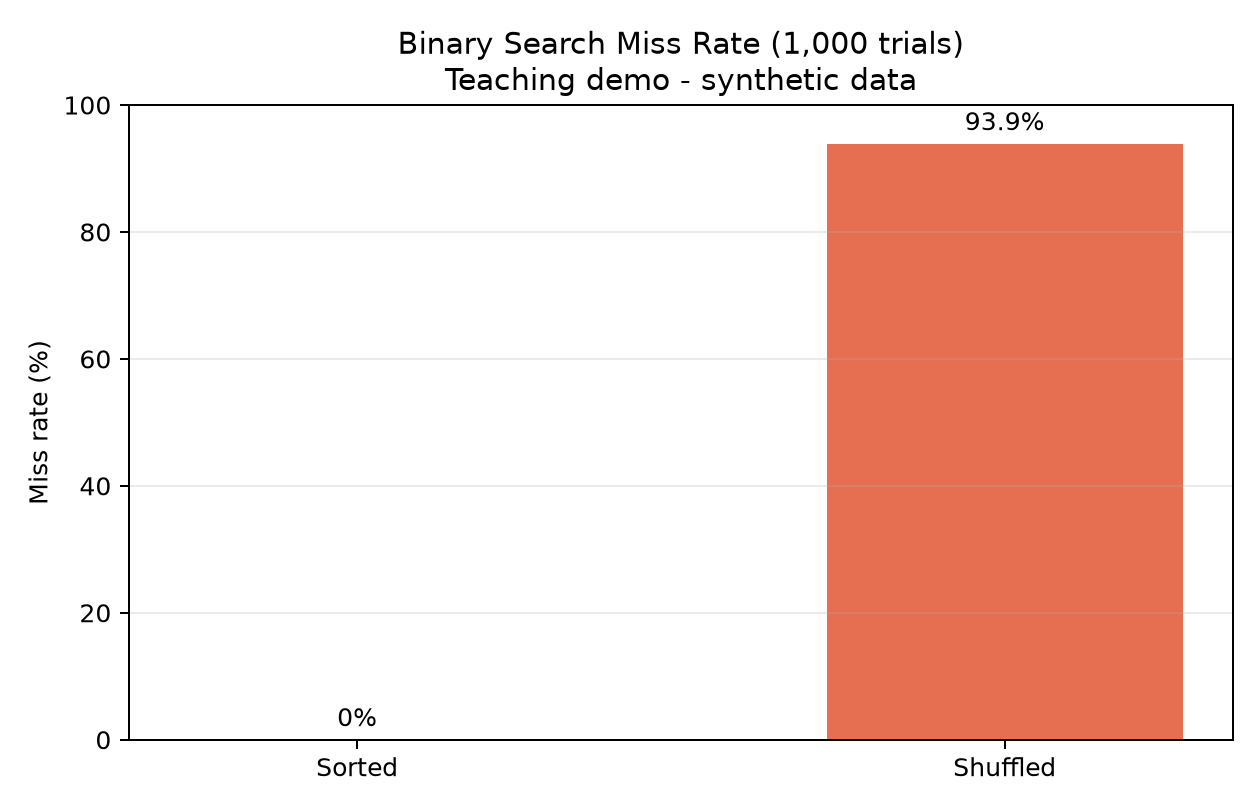 Binary Search Miss Rate (1,000 trials)
Teaching demo - synthetic data
Miss rate (%)
100
80
60
40
20
0
0%
93.9%
Sorted
Shuffled